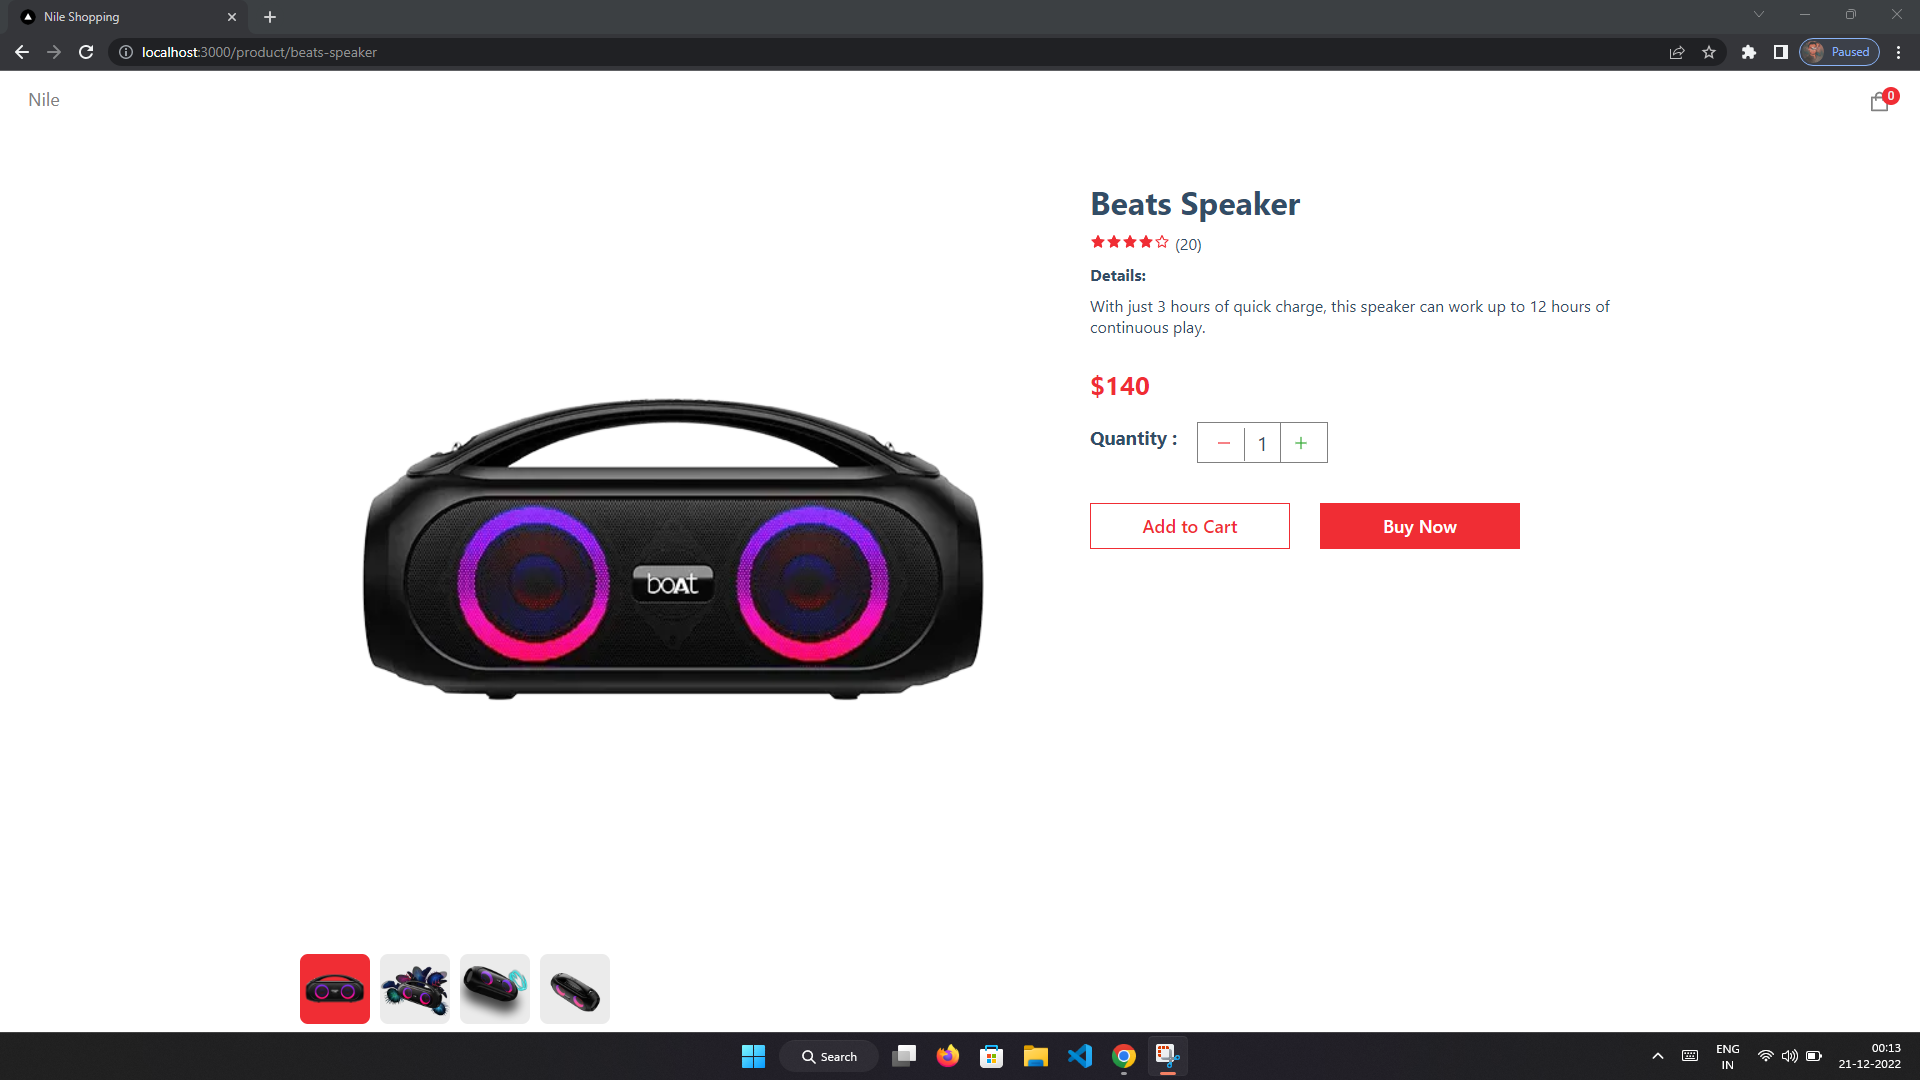 Nile Shopping
localhost:3000/product/beats-speaker
Paused
Nile
0
Beats Speaker
(20)
Details:
With just 3 hours of quick charge, this speaker can work up to 12 hours of
continuous play.
$140
Quantity :
1
Add to Cart
Buy Now
boAt
Search
ENG
IN
00:13
21-12-2022